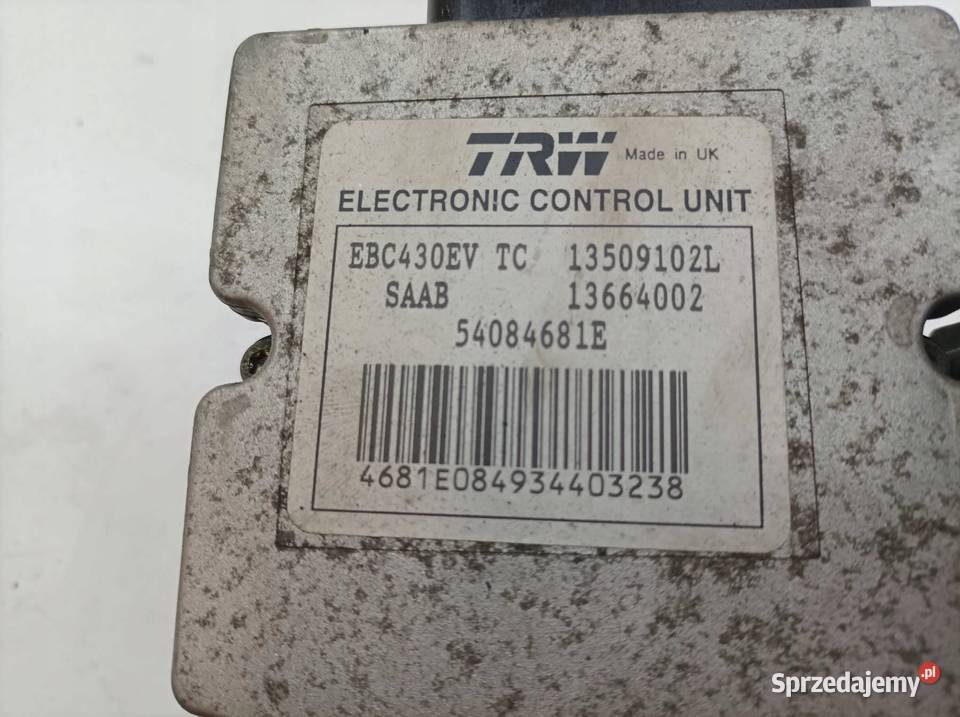 TRW Made in UK
ELECTRONIC CONTROL UNIT
EBC430EV TC 13509102L
SAAB 13664002
54084681E
4681E084934403238
Sprzedajemy.pl